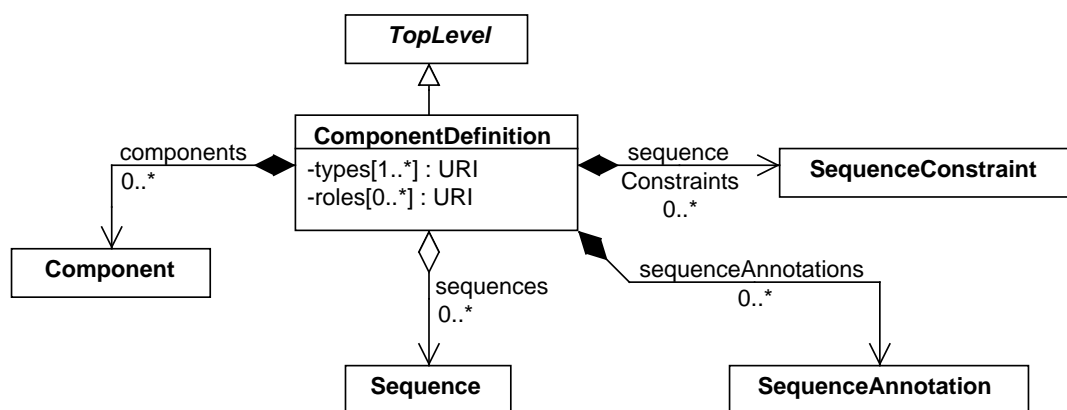 TopLevel
ComponentDefinition
-types[1..*] : URI
-roles[0..*] : URI
components
0..*
sequence
Constraints
0..*
SequenceConstraint
Component
sequences
0..*
sequenceAnnotations
0..*
Sequence
SequenceAnnotation